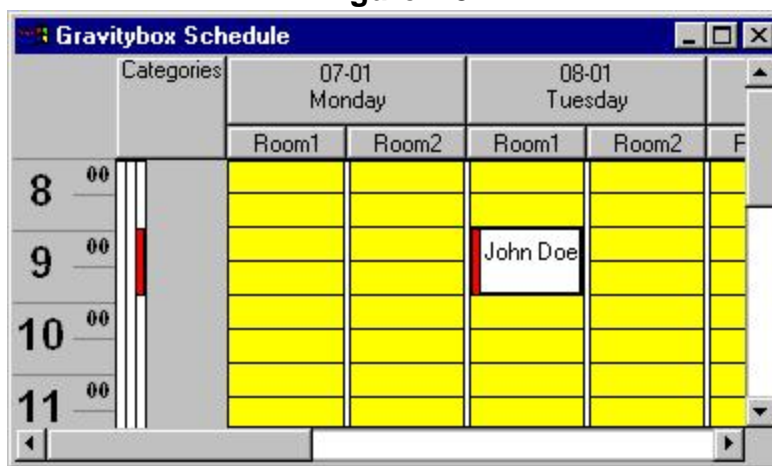 Gravitybox Schedule
Categories
07-01
Monday
08-01
Tuesday
Room1
Room2
Room1
Room2
8 00
9 00
John Doe
10 00
11 00